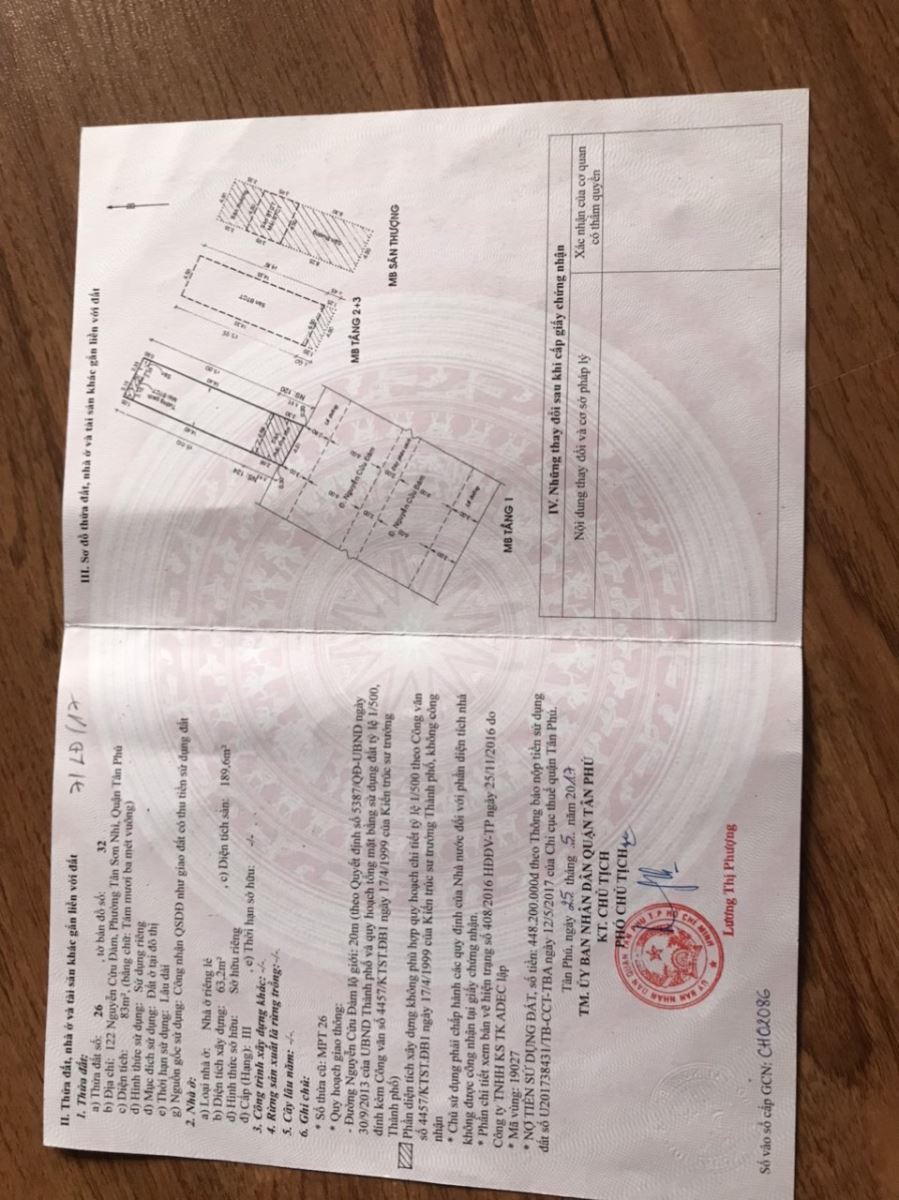 71 LĐ/17
II. Thửa đất, nhà ở và tài sản khác gắn liền với đất
1. Thửa đất:
a) Thửa đất số: 26 , tờ bản đồ số: 32
b) Địa chỉ: 122 Nguyễn Cửu Đàm, Phường Tân Sơn Nhì, Quận Tân Phú
c) Diện tích: 83m², (bằng chữ: Tám mươi ba mét vuông)
d) Hình thức sử dụng: Sử dụng riêng
đ) Mục đích sử dụng: Đất ở tại đô thị
e) Thời hạn sử dụng: Lâu dài
g) Nguồn gốc sử dụng: Công nhận QSDĐ như giao đất có thu tiền sử dụng đất
2. Nhà ở:
a) Loại nhà ở: Nhà ở riêng lẻ
b) Diện tích xây dựng: 63,2m² , c) Diện tích sàn: 189,6m²
d) Hình thức sở hữu: Sở hữu riêng
đ) Cấp (Hạng): III , e) Thời hạn sở hữu: -/-
3. Công trình xây dựng khác: -/-.
4. Rừng sản xuất là rừng trồng: -/-.
5. Cây lâu năm: -/-.
6. Ghi chú:
* Số thửa cũ: MPT 26
* Quy hoạch giao thông:
- Đường Nguyễn Cửu Đàm lộ giới: 20m (theo Quyết định số 5387/QĐ-UBND ngày
30/9/2013 của UBND Thành phố và quy hoạch tổng mặt bằng sử dụng đất tỷ lệ 1/500,
đính kèm Công văn số 4457/KTST.ĐB1 ngày 17/4/1999 của Kiến trúc sư trưởng
Thành phố)
Phần diện tích xây dựng không phù hợp quy hoạch chi tiết tỷ lệ 1/500 theo Công văn
số 4457/KTST.ĐB1 ngày 17/4/1999 của Kiến trúc sư trưởng Thành phố, không công
nhận
* Chủ sử dụng phải chấp hành các quy định của Nhà nước đối với phần diện tích nhà
không được công nhận tại giấy chứng nhận.
* Phần chi tiết xem bản vẽ hiện trạng số 408/2016 HĐĐV-TP ngày 25/11/2016 do
Công ty TNHH KS TK ADEC lập
* Mã vùng: 19027
* NỢ TIỀN SỬ DỤNG ĐẤT, số tiền: 448.200.000đ theo Thông báo nộp tiền sử dụng
đất số U201738431/TB-CCT-TBA ngày 12/5/2017 của Chi cục thuế quận Tân Phú.
Tân Phú, ngày 25 tháng 5 năm 2017
TM. ỦY BAN NHÂN DÂN QUẬN TÂN PHÚ
KT. CHỦ TỊCH
PHÓ CHỦ TỊCH
Lương Thị Phượng
Số vào sổ cấp GCN: CH02086
III. Sơ đồ thửa đất, nhà ở và tài sản khác gắn liền với đất
B
NS. 124
NS. 120
Đ. Nguyễn Cửu Đàm
Đ. Nguyễn Cửu Đàm
Lề đường
Lề đường
MB TẦNG 1
Sàn BTCT
MB TẦNG 2+3
Sân thượng
MB SÂN THƯỢNG
IV. Những thay đổi sau khi cấp giấy chứng nhận
Nội dung thay đổi và cơ sở pháp lý
Xác nhận của cơ quan
có thẩm quyền